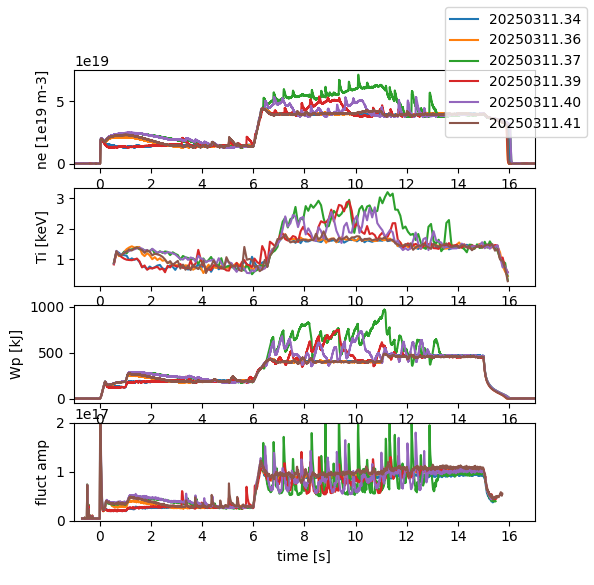 20250311.34
20250311.36
20250311.37
20250311.39
20250311.40
20250311.41
1e19
ne [1e19 m-3]
5
0
0 2 4 6 8 10 12 14 16
Ti [keV]
3
2
1
0 2 4 6 8 10 12 14 16
Wp [kJ]
1000
500
0
0 2 4 6 8 10 12 14 16
1e17
fluct amp
2
1
0
0 2 4 6 8 10 12 14 16
time [s]